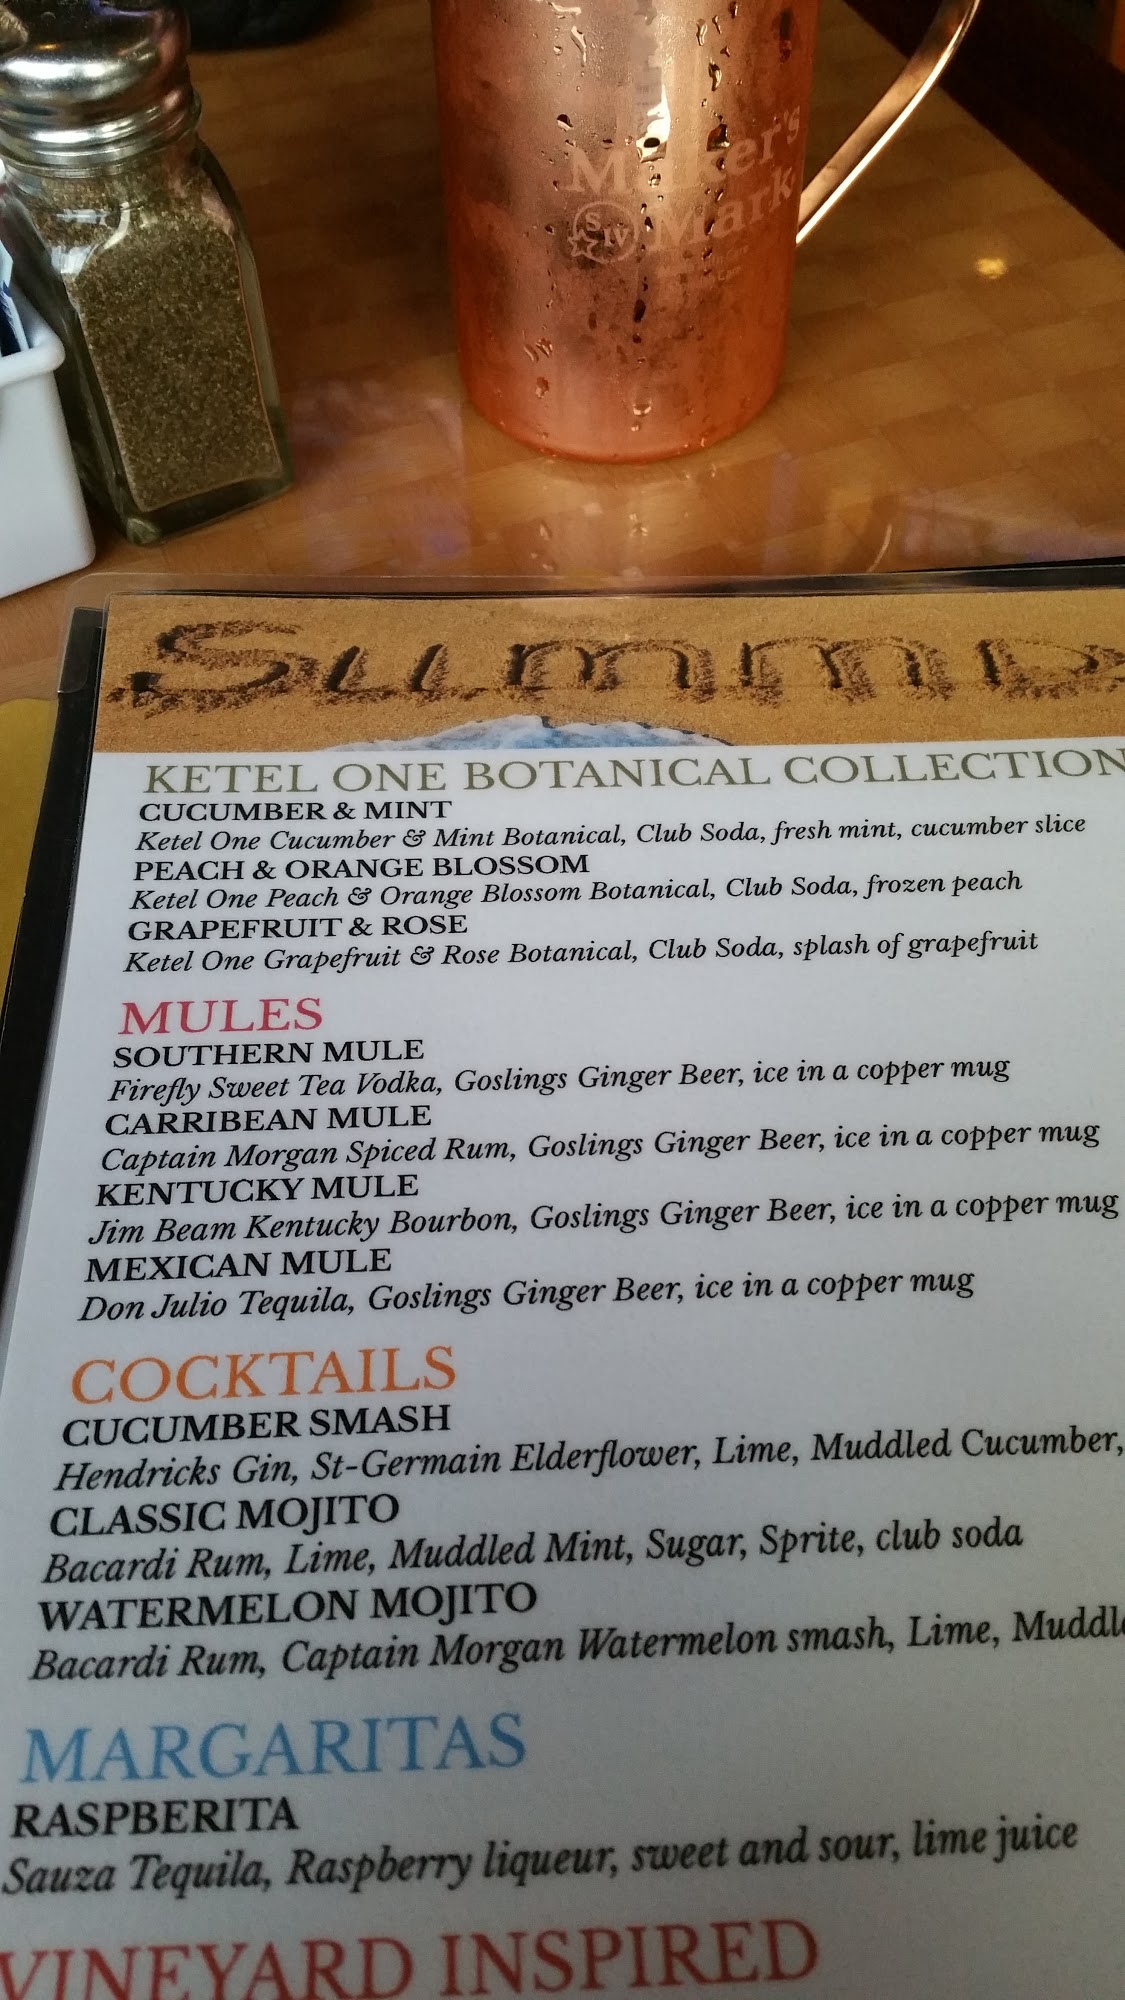 Maker's
S IV Mark
Summe
KETEL ONE BOTANICAL COLLECTION
CUCUMBER & MINT
Ketel One Cucumber & Mint Botanical, Club Soda, fresh mint, cucumber slice
PEACH & ORANGE BLOSSOM
Ketel One Peach & Orange Blossom Botanical, Club Soda, frozen peach
GRAPEFRUIT & ROSE
Ketel One Grapefruit & Rose Botanical, Club Soda, splash of grapefruit
MULES
SOUTHERN MULE
Firefly Sweet Tea Vodka, Goslings Ginger Beer, ice in a copper mug
CARRIBEAN MULE
Captain Morgan Spiced Rum, Goslings Ginger Beer, ice in a copper mug
KENTUCKY MULE
Jim Beam Kentucky Bourbon, Goslings Ginger Beer, ice in a copper mug
MEXICAN MULE
Don Julio Tequila, Goslings Ginger Beer, ice in a copper mug
COCKTAILS
CUCUMBER SMASH
Hendricks Gin, St-Germain Elderflower, Lime, Muddled Cucumber,
CLASSIC MOJITO
Bacardi Rum, Lime, Muddled Mint, Sugar, Sprite, club soda
WATERMELON MOJITO
Bacardi Rum, Captain Morgan Watermelon smash, Lime, Muddle
MARGARITAS
RASPBERITA
Sauza Tequila, Raspberry liqueur, sweet and sour, lime juice
VINEYARD INSPIRED